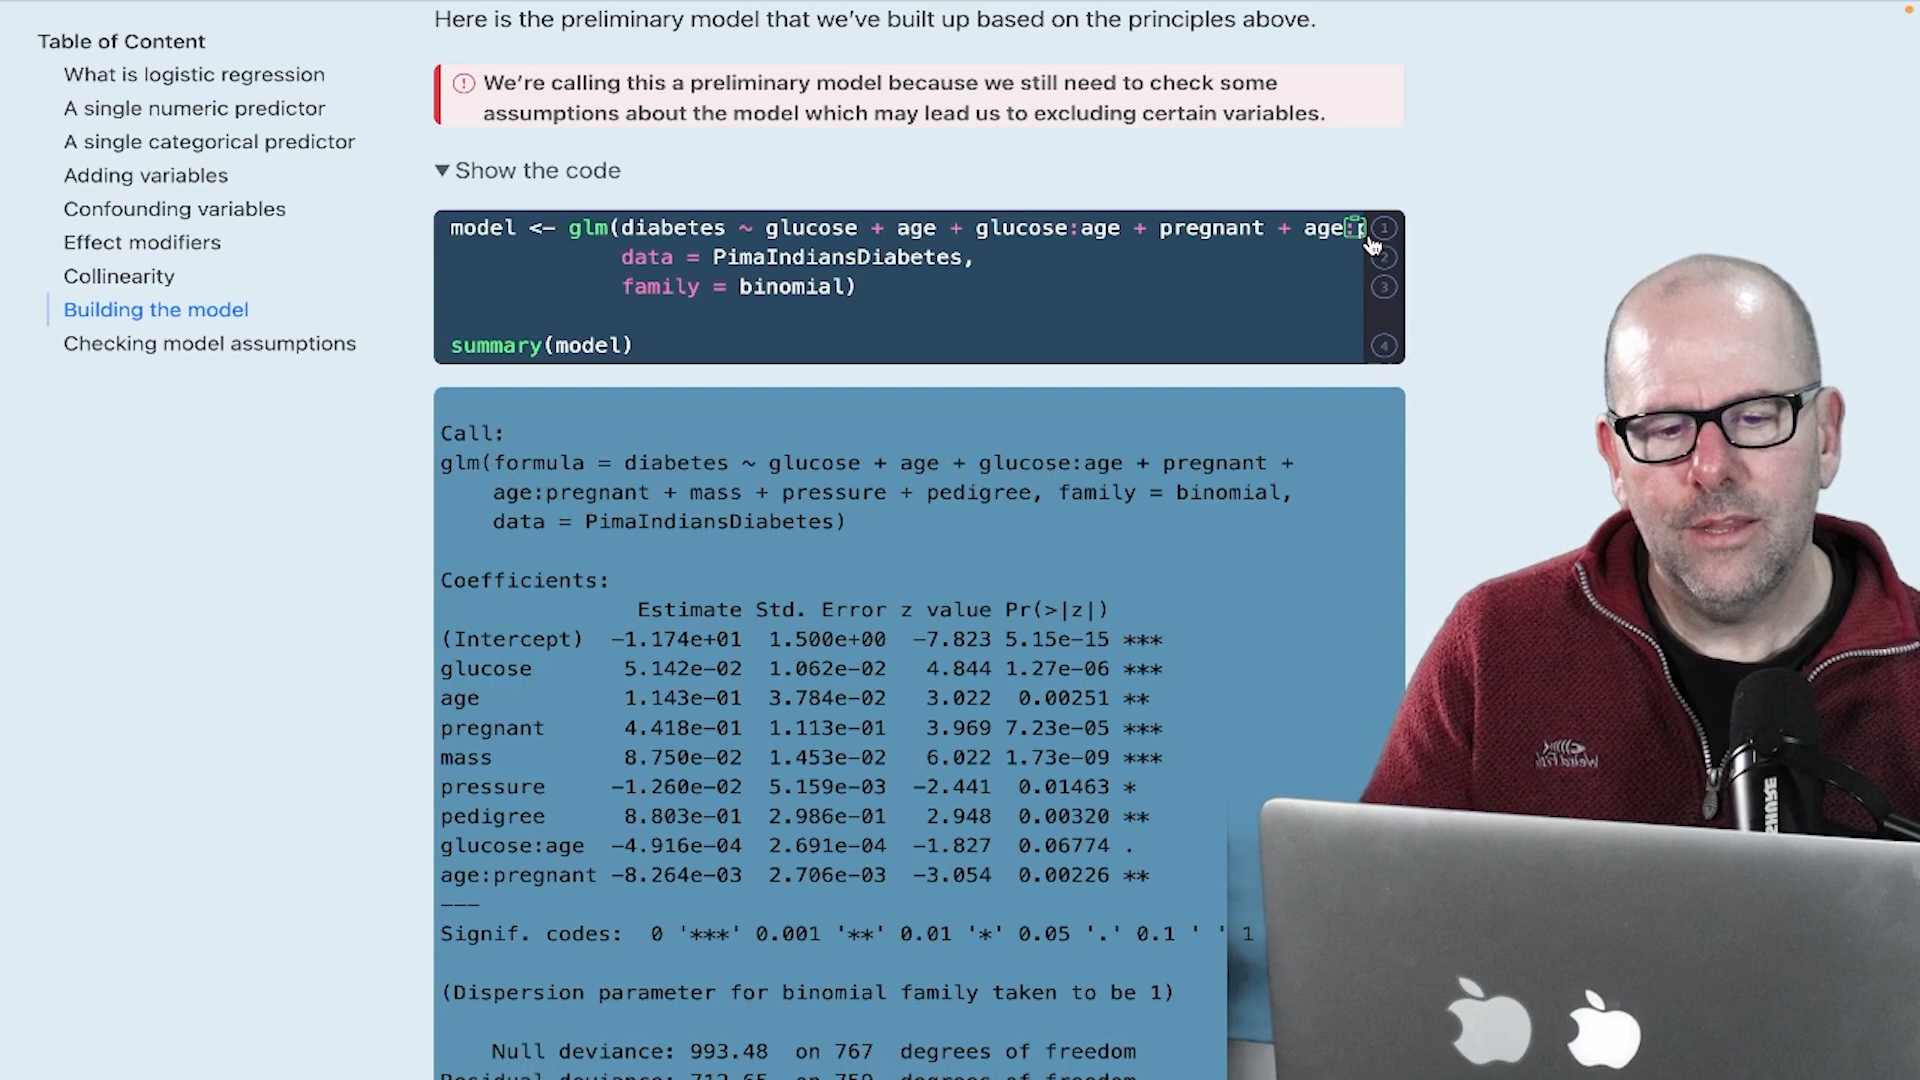 Table of Content
What is logistic regression
A single numeric predictor
A single categorical predictor
Adding variables
Confounding variables
Effect modifiers
Collinearity
Building the model
Checking model assumptions
Here is the preliminary model that we've built up based on the principles above.
We're calling this a preliminary model because we still need to check some
assumptions about the model which may lead us to excluding certain variables.
Show the code
model <- glm(diabetes ~ glucose + age + glucose:age + pregnant + age 1
data = PimaIndiansDiabetes, 2
family = binomial) 3
summary(model) 4
Call:
glm(formula = diabetes ~ glucose + age + glucose:age + pregnant +
age:pregnant + mass + pressure + pedigree, family = binomial,
data = PimaIndiansDiabetes)
Coefficients:
Estimate Std. Error z value Pr(>|z|)
(Intercept) -1.174e+01 1.500e+00 -7.823 5.15e-15 ***
glucose 5.142e-02 1.062e-02 4.844 1.27e-06 ***
age 1.143e-01 3.784e-02 3.022 0.00251 **
pregnant 4.418e-01 1.113e-01 3.969 7.23e-05 ***
mass 8.750e-02 1.453e-02 6.022 1.73e-09 ***
pressure -1.260e-02 5.159e-03 -2.441 0.01463 *
pedigree 8.803e-01 2.986e-01 2.948 0.00320 **
glucose:age -4.916e-04 2.691e-04 -1.827 0.06774 .
age:pregnant -8.264e-03 2.706e-03 -3.054 0.00226 **
---
Signif. codes: 0 '***' 0.001 '**' 0.01 '*' 0.05 '.' 0.1 ' ' 1
(Dispersion parameter for binomial family taken to be 1)
Null deviance: 993.48 on 767 degrees of freedom
Weird Fish